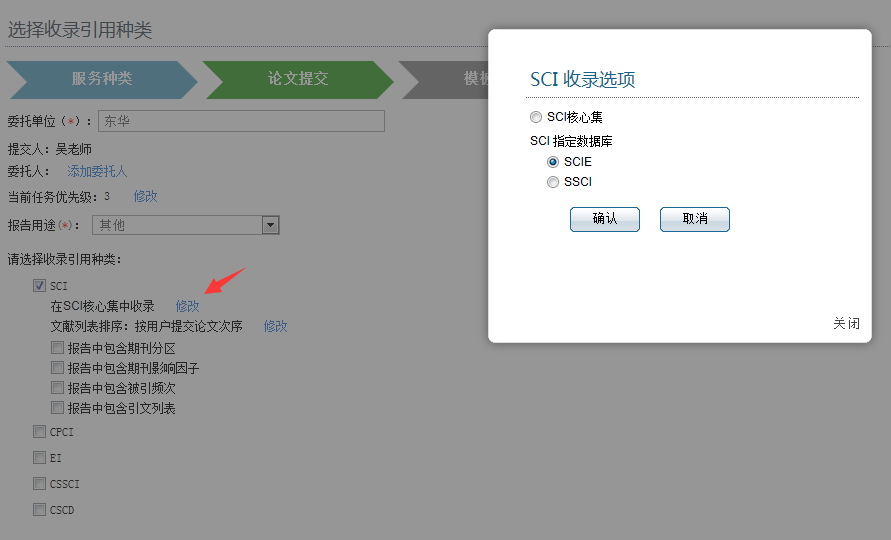 选择收录引用种类
服务种类
论文提交
模板
委托单位（*）：东华
提交人：吴老师
委托人： 添加委托人
当前任务优先级：3 修改
报告用途(*)： 其他
请选择收录引用种类：
SCI
在SCI核心集中收录 修改
文献列表排序：按用户提交论文次序 修改
报告中包含期刊分区
报告中包含期刊影响因子
报告中包含被引频次
报告中包含引文列表
CPCI
EI
CSSCI
CSCD
SCI 收录选项
SCI核心集
SCI 指定数据库
SCIE
SSCI
确认
取消
关闭